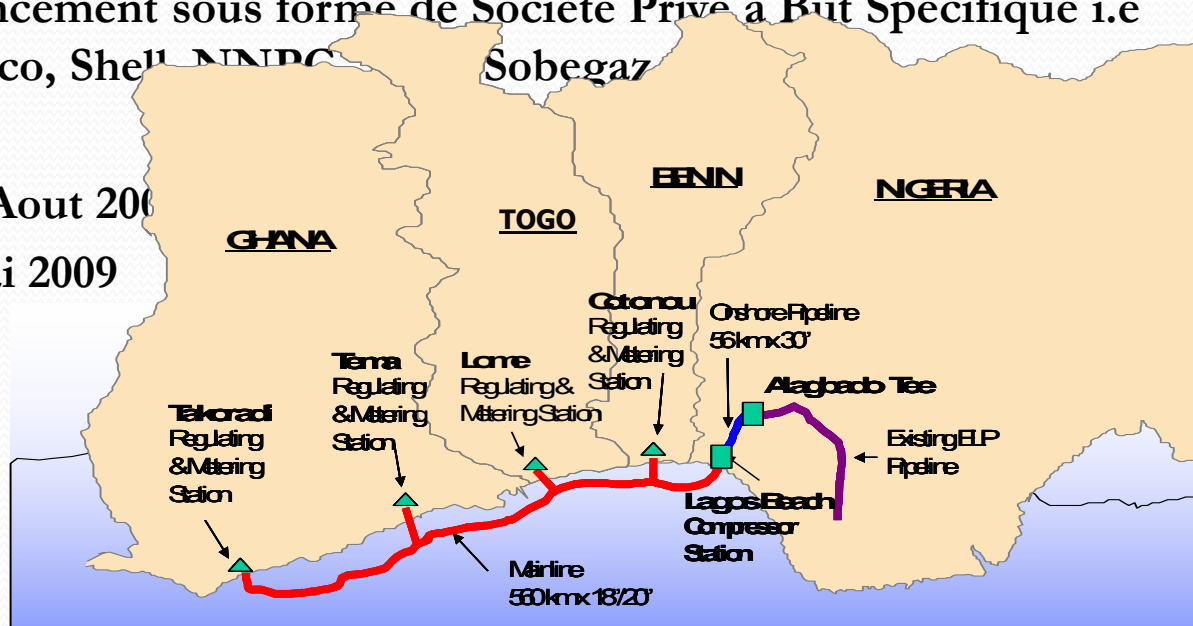 ncement sous forme de Société Privé à But Spécifique i.e
co, Shell, NNPC Sobegaz
Aout 200
i 2009
BENIN
NIGERIA
TOGO
GHANA
Cotonou
Regulating
& Metering
Station
Onshore Pipeline
56 km x 30"
Tema
Regulating
& Metering
Station
Lome
Regulating &
Metering Station
Alagbado Tee
Takoradi
Regulating
& Metering
Station
Existing ELP
Pipeline
Lagos Beach
Compressor
Station
Mainline
560 km x 18"/20"